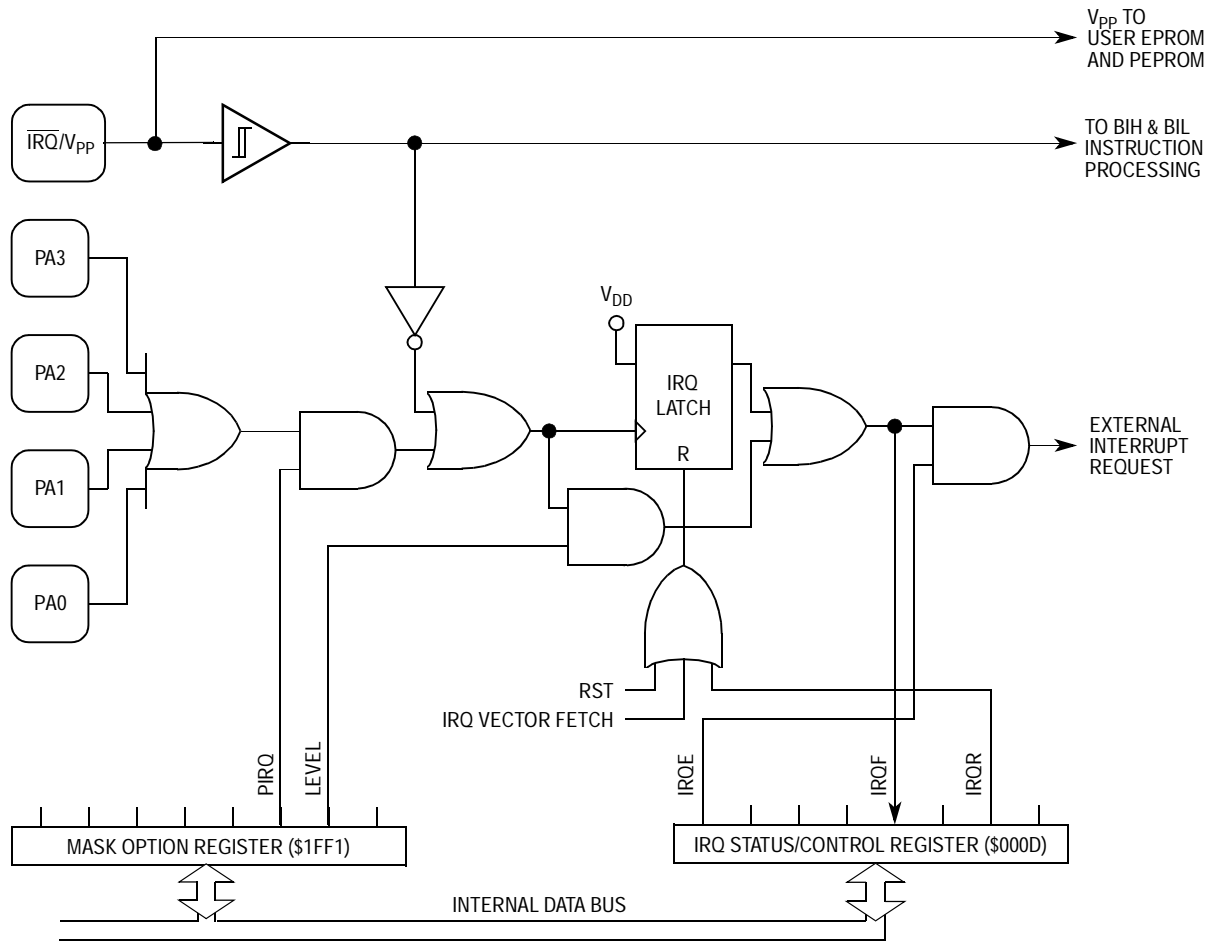 V_PP TO
USER EPROM
AND PEPROM
IRQ/V_PP
TO BIH & BIL
INSTRUCTION
PROCESSING
PA3
V_DD
PA2
IRQ
LATCH
R
EXTERNAL
INTERRUPT
REQUEST
PA1
PA0
RST
IRQ VECTOR FETCH
PIRQ
LEVEL
IRQE
IRQF
IRQR
MASK OPTION REGISTER ($1FF1)
IRQ STATUS/CONTROL REGISTER ($000D)
INTERNAL DATA BUS